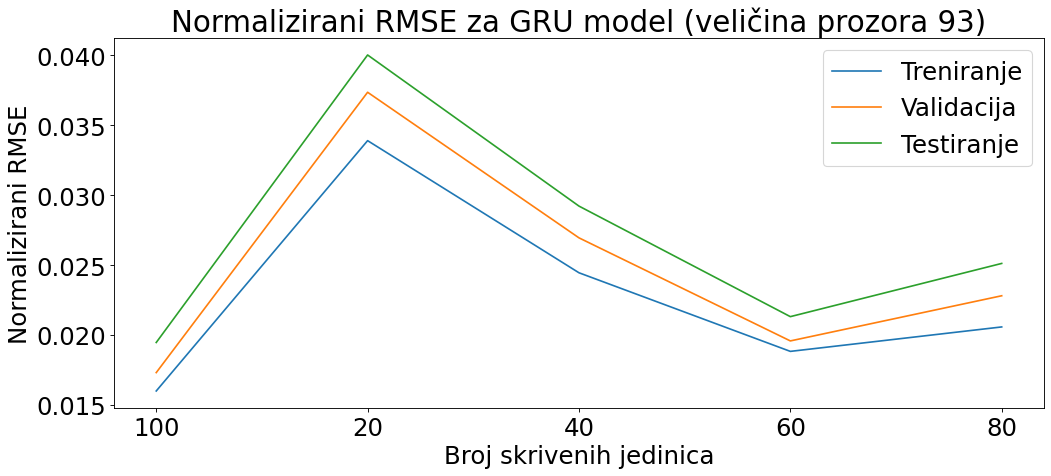 Normalizirani RMSE za GRU model (veličina prozora 93)
Treniranje
Validacija
Testiranje
Normalizirani RMSE
0.040
0.035
0.030
0.025
0.020
0.015
100 20 40 60 80
Broj skrivenih jedinica